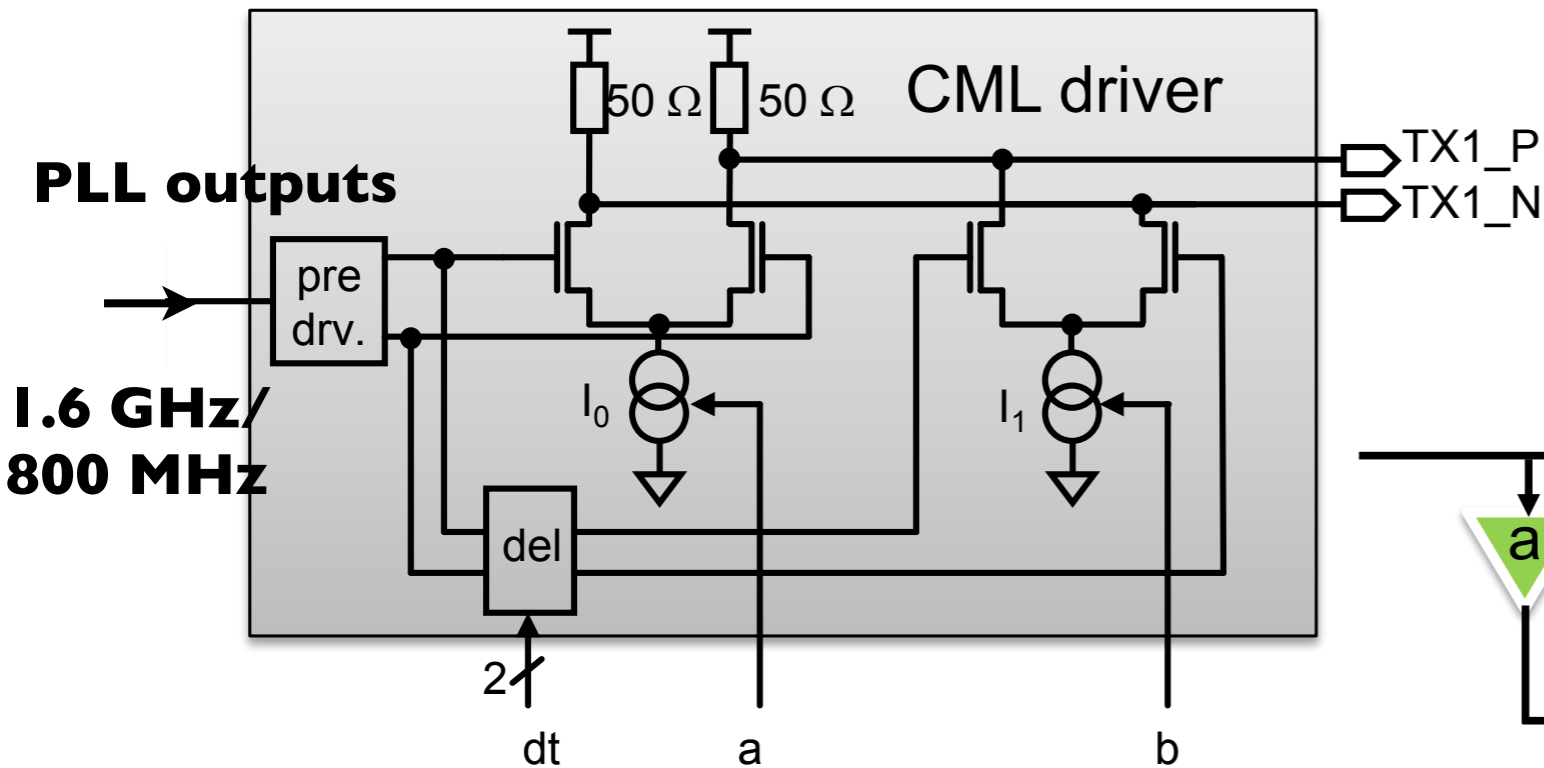 CML driver
50 Ω
50 Ω
TX1_P
TX1_N
PLL outputs
pre
drv.
1.6 GHz/
800 MHz
I0
I1
del
a
2
dt
a
b